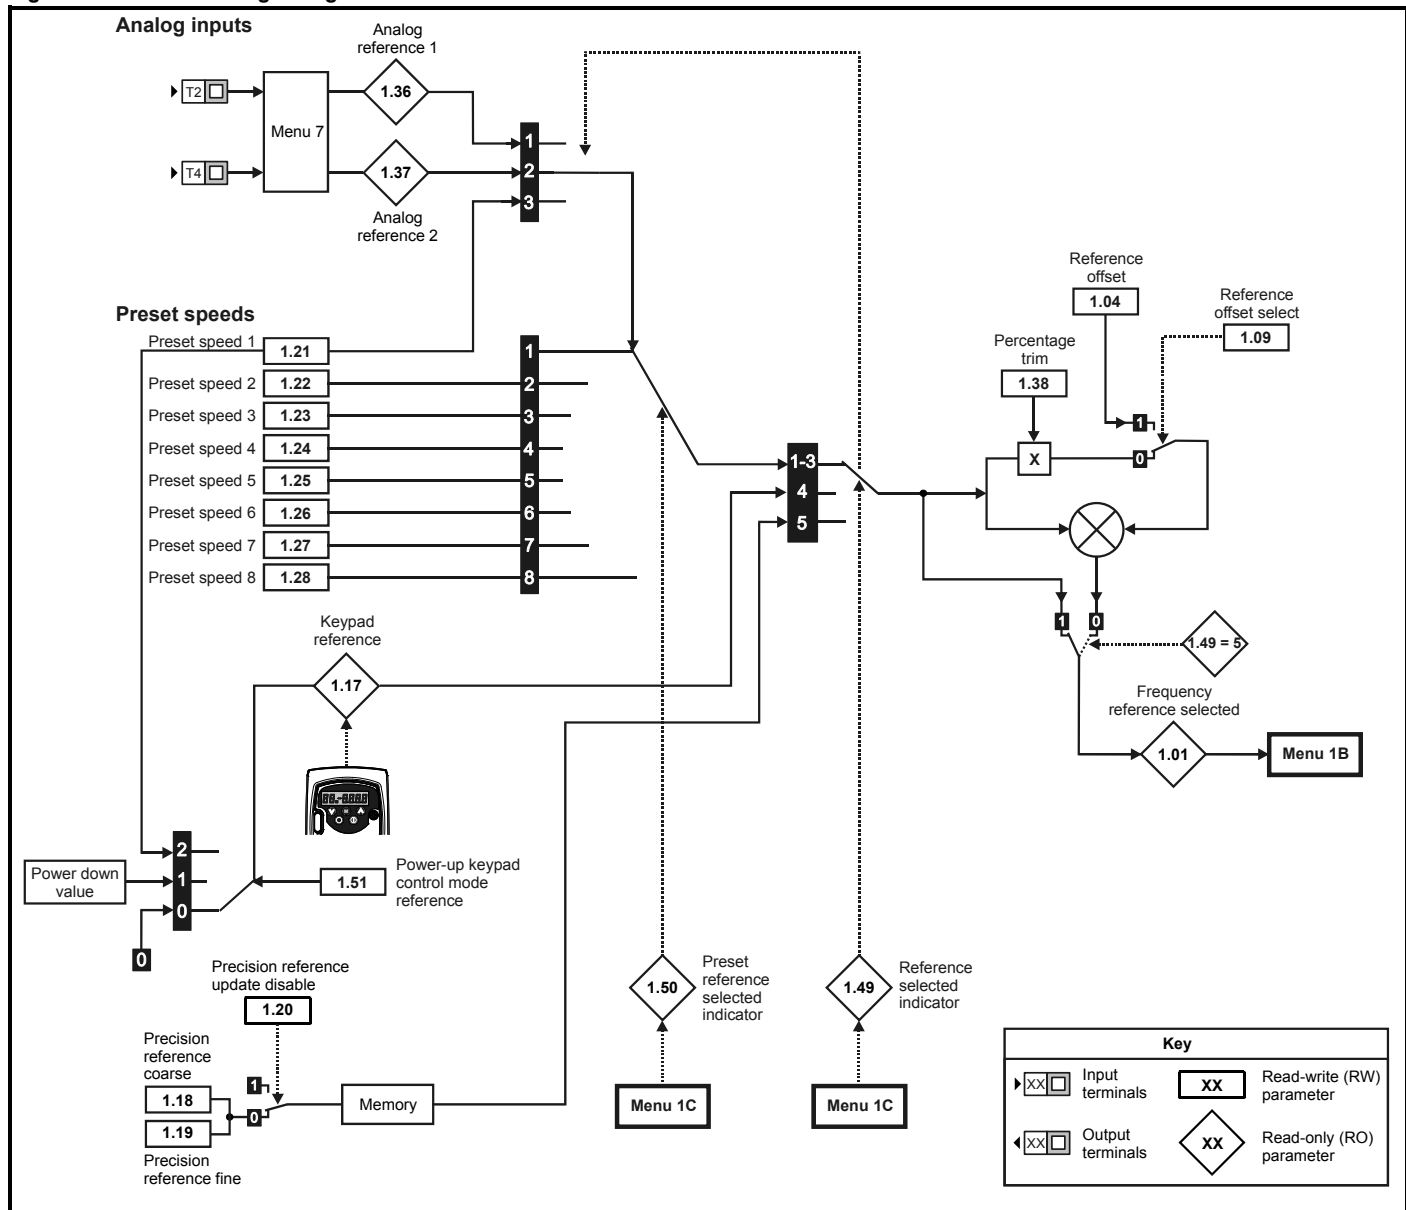 Analog inputs
Analog
reference 1
T2
1.36
Menu 7
T4
1.37
Analog
reference 2
1
2
3
Preset speeds
Preset speed 1
1.21
1
Preset speed 2
1.22
2
Preset speed 3
1.23
3
Preset speed 4
1.24
4
Preset speed 5
1.25
5
Preset speed 6
1.26
6
Preset speed 7
1.27
7
Preset speed 8
1.28
8
1-3
4
5
Reference
offset
1.04
Reference
offset select
1.09
Percentage
trim
1.38
X
1
0
1
0
1.49 = 5
Frequency
reference selected
1.01
Menu 1B
Keypad
reference
1.17
Power down
value
2
1
0
0
1.51
Power-up keypad
control mode
reference
Precision reference
update disable
1.20
Precision
reference
coarse
1.18
1.19
Precision
reference fine
1
0
Memory
1.50
Preset
reference
selected
indicator
Menu 1C
1.49
Reference
selected
indicator
Menu 1C
Key
XX
Input
terminals
XX
Read-write (RW)
parameter
XX
Output
terminals
XX
Read-only (RO)
parameter